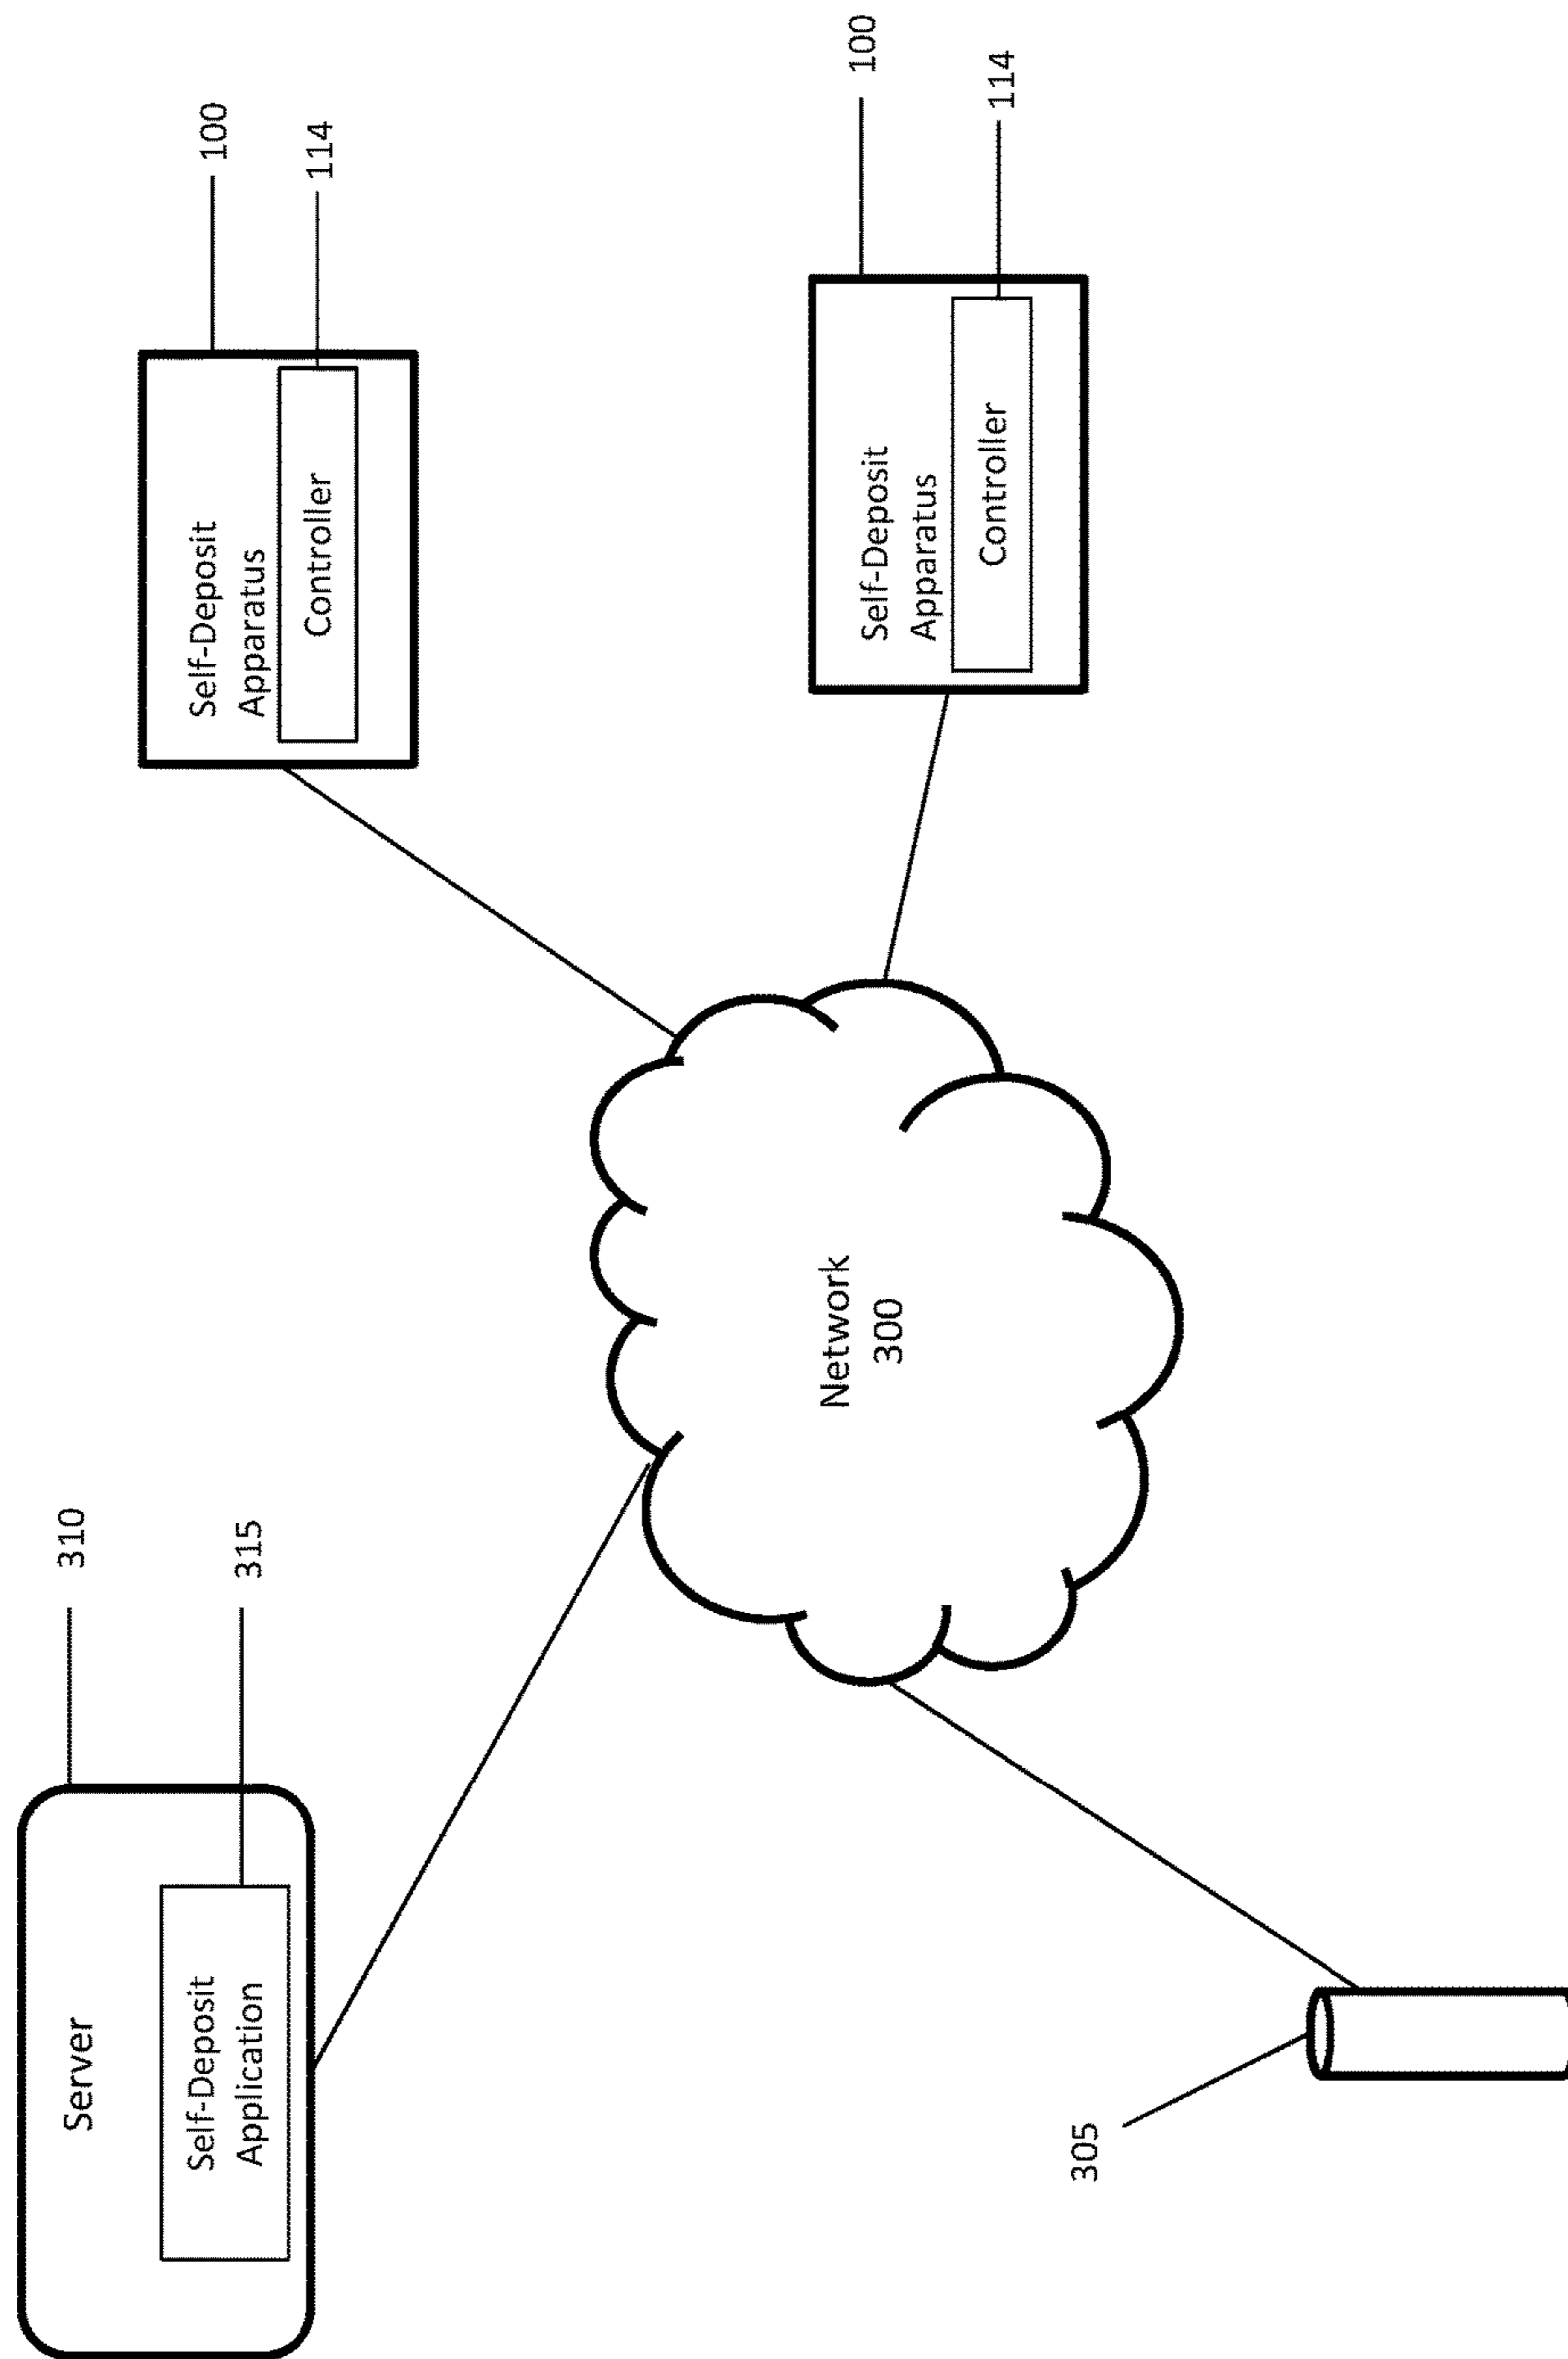 Server
310
Self-Deposit
Application
315
Self-Deposit
Apparatus
100
Controller
114
Network
300
Self-Deposit
Apparatus
100
Controller
114
305